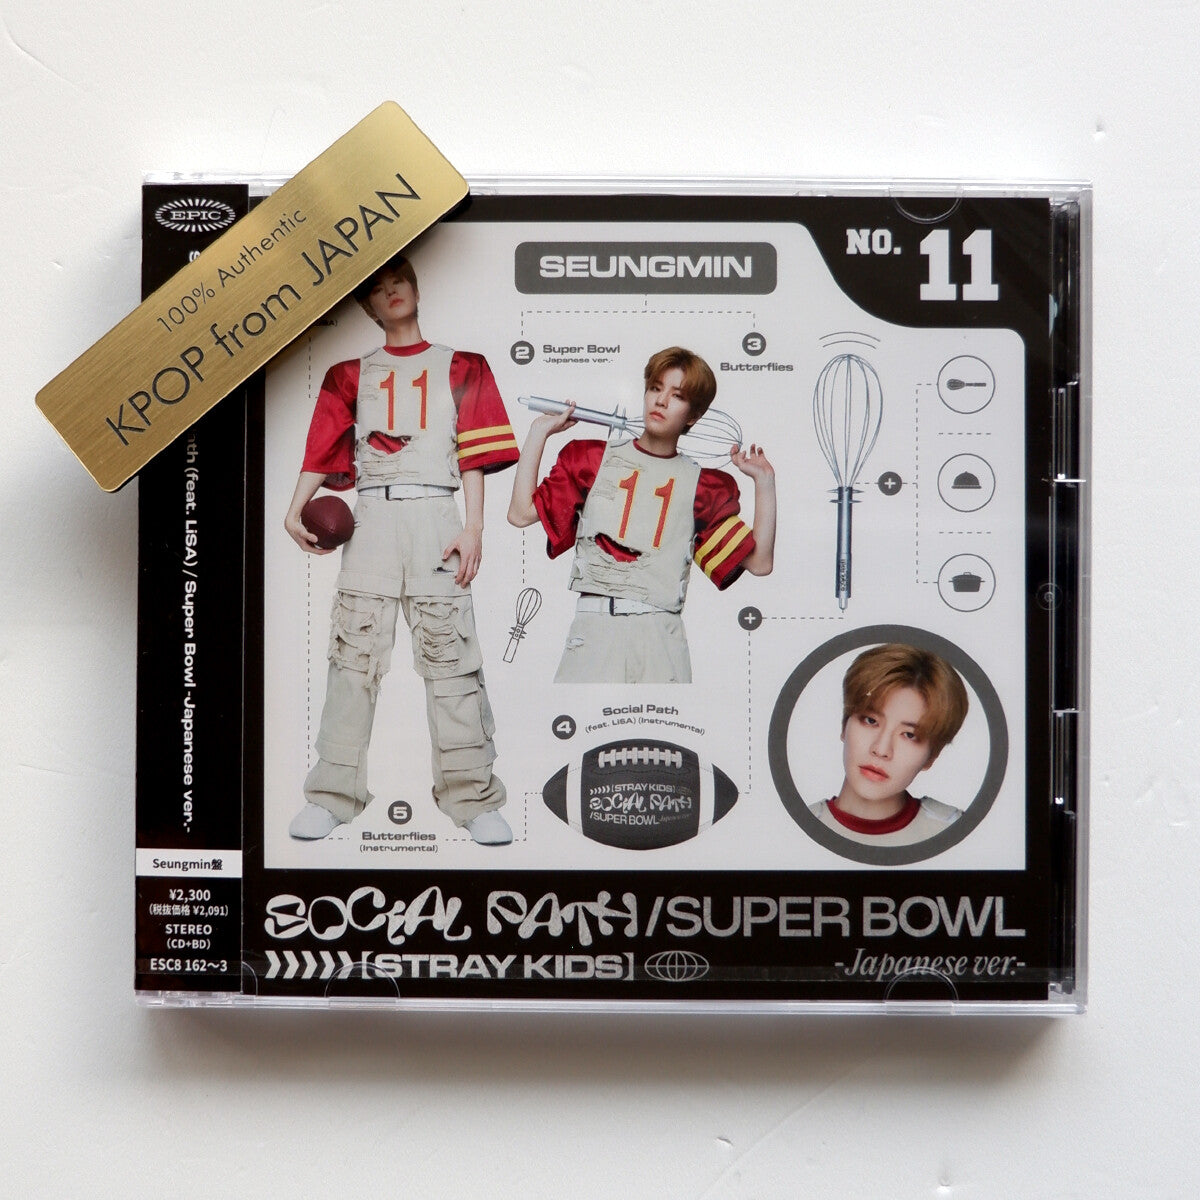 100% Authentic
KPOP from JAPAN
EPIC
(feat. LiSA) / Super Bowl -Japanese ver.-
Seungmin盤
¥2,300
(税抜価格 ¥2,091)
STEREO
(CD+BD)
ESC8 162～3
NO. 11
SEUNGMIN
2 Super Bowl
-Japanese ver.-
3
Butterflies
11
11
4 Social Path
(feat. LiSA) (Instrumental)
[STRAY KIDS]
SOCIAL PATH
/SUPER BOWL -Japanese ver.-
5
Butterflies
(Instrumental)
SOCIAL PATH/SUPER BOWL
[STRAY KIDS]
-Japanese ver.-